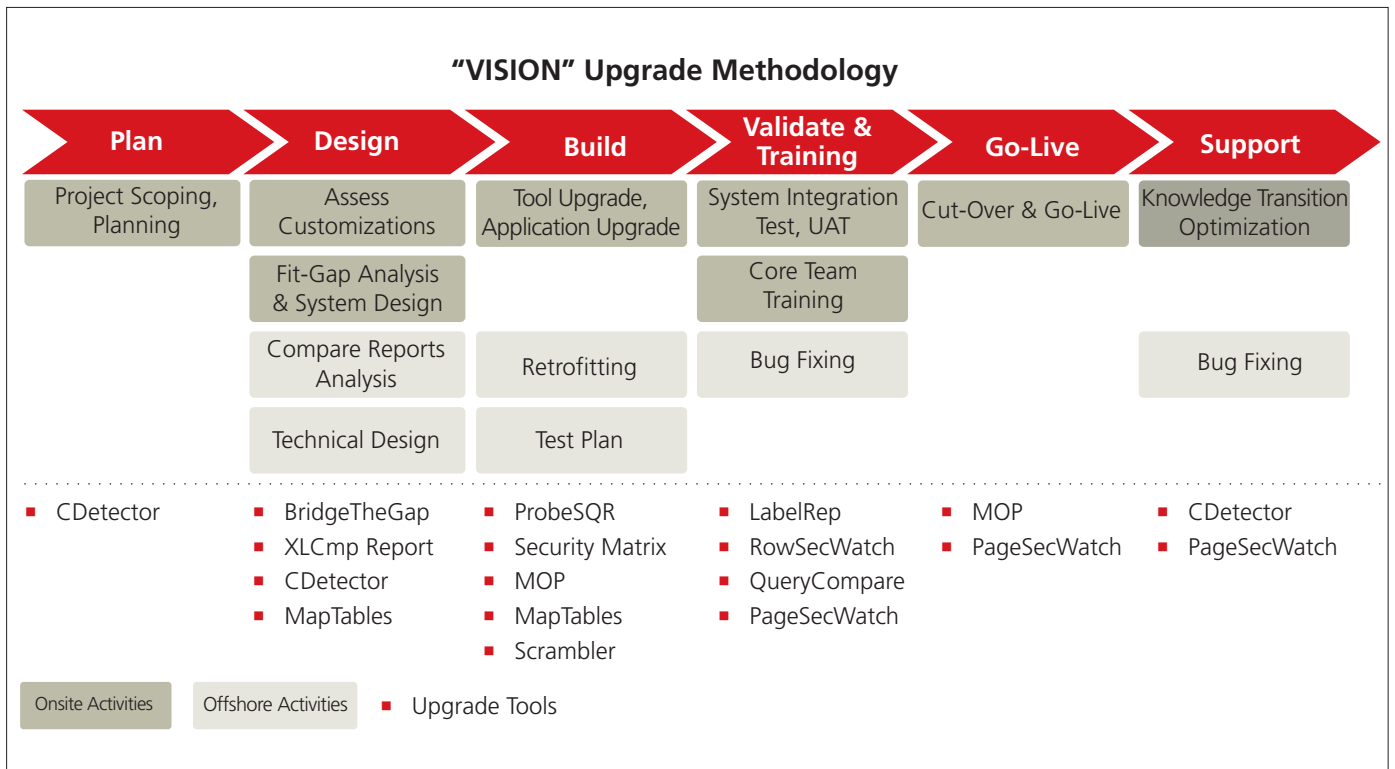 “VISION” Upgrade Methodology
Plan
Design
Build
Validate &
Training
Go-Live
Support
Project Scoping,
Planning
Assess
Customizations
Tool Upgrade,
Application Upgrade
System Integration
Test, UAT
Cut-Over & Go-Live
Knowledge Transition
Optimization
Fit-Gap Analysis
& System Design
Core Team
Training
Compare Reports
Analysis
Retrofitting
Bug Fixing
Bug Fixing
Technical Design
Test Plan
CDetector
BridgeTheGap
XLCmp Report
CDetector
MapTables
ProbeSQR
Security Matrix
MOP
MapTables
Scrambler
LabelRep
RowSecWatch
QueryCompare
PageSecWatch
MOP
PageSecWatch
CDetector
PageSecWatch
Onsite Activities
Offshore Activities
Upgrade Tools